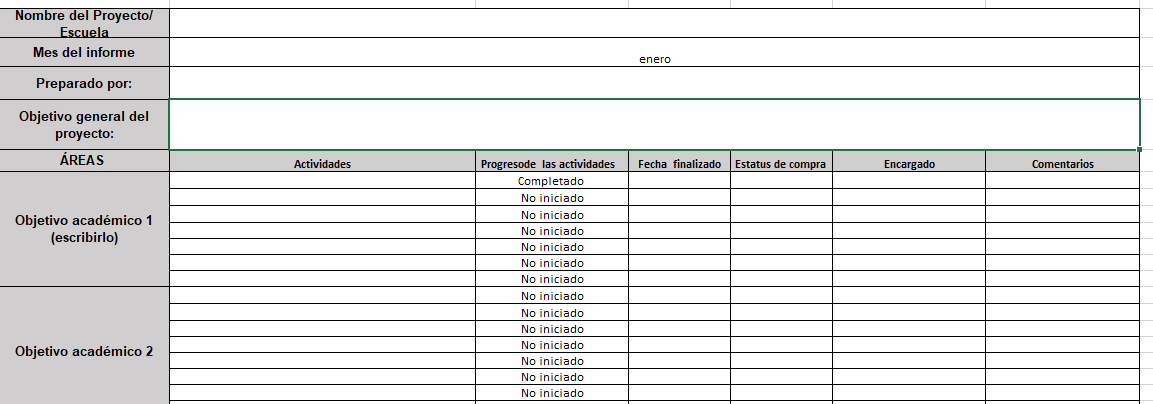 Nombre del Proyecto/
Escuela
Mes del informe
enero
Preparado por:
Objetivo general del
proyecto:
ÁREAS Actividades Progresode las actividades Fecha finalizado Estatus de compra Encargado Comentarios
Completado
No iniciado
No iniciado
Objetivo académico 1
(escribirlo)
No iniciado
No iniciado
No iniciado
No iniciado
No iniciado
No iniciado
No iniciado
Objetivo académico 2
No iniciado
No iniciado
No iniciado
No iniciado